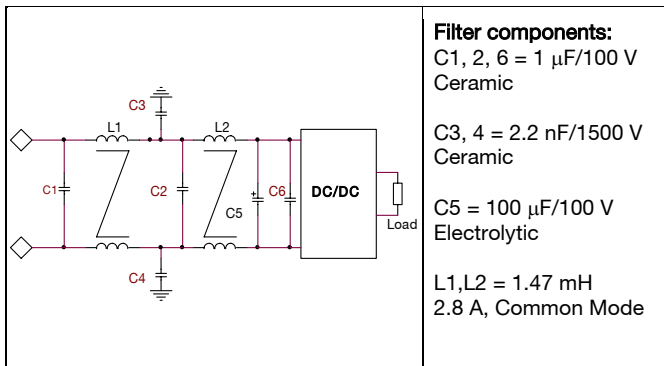 C3
L1
L2
C1
C2
C5
+
C6
DC/DC
Load
C4
Filter components:
C1, 2, 6 = 1 μF/100 V
Ceramic
C3, 4 = 2.2 nF/1500 V
Ceramic
C5 = 100 μF/100 V
Electrolytic
L1,L2 = 1.47 mH
2.8 A, Common Mode